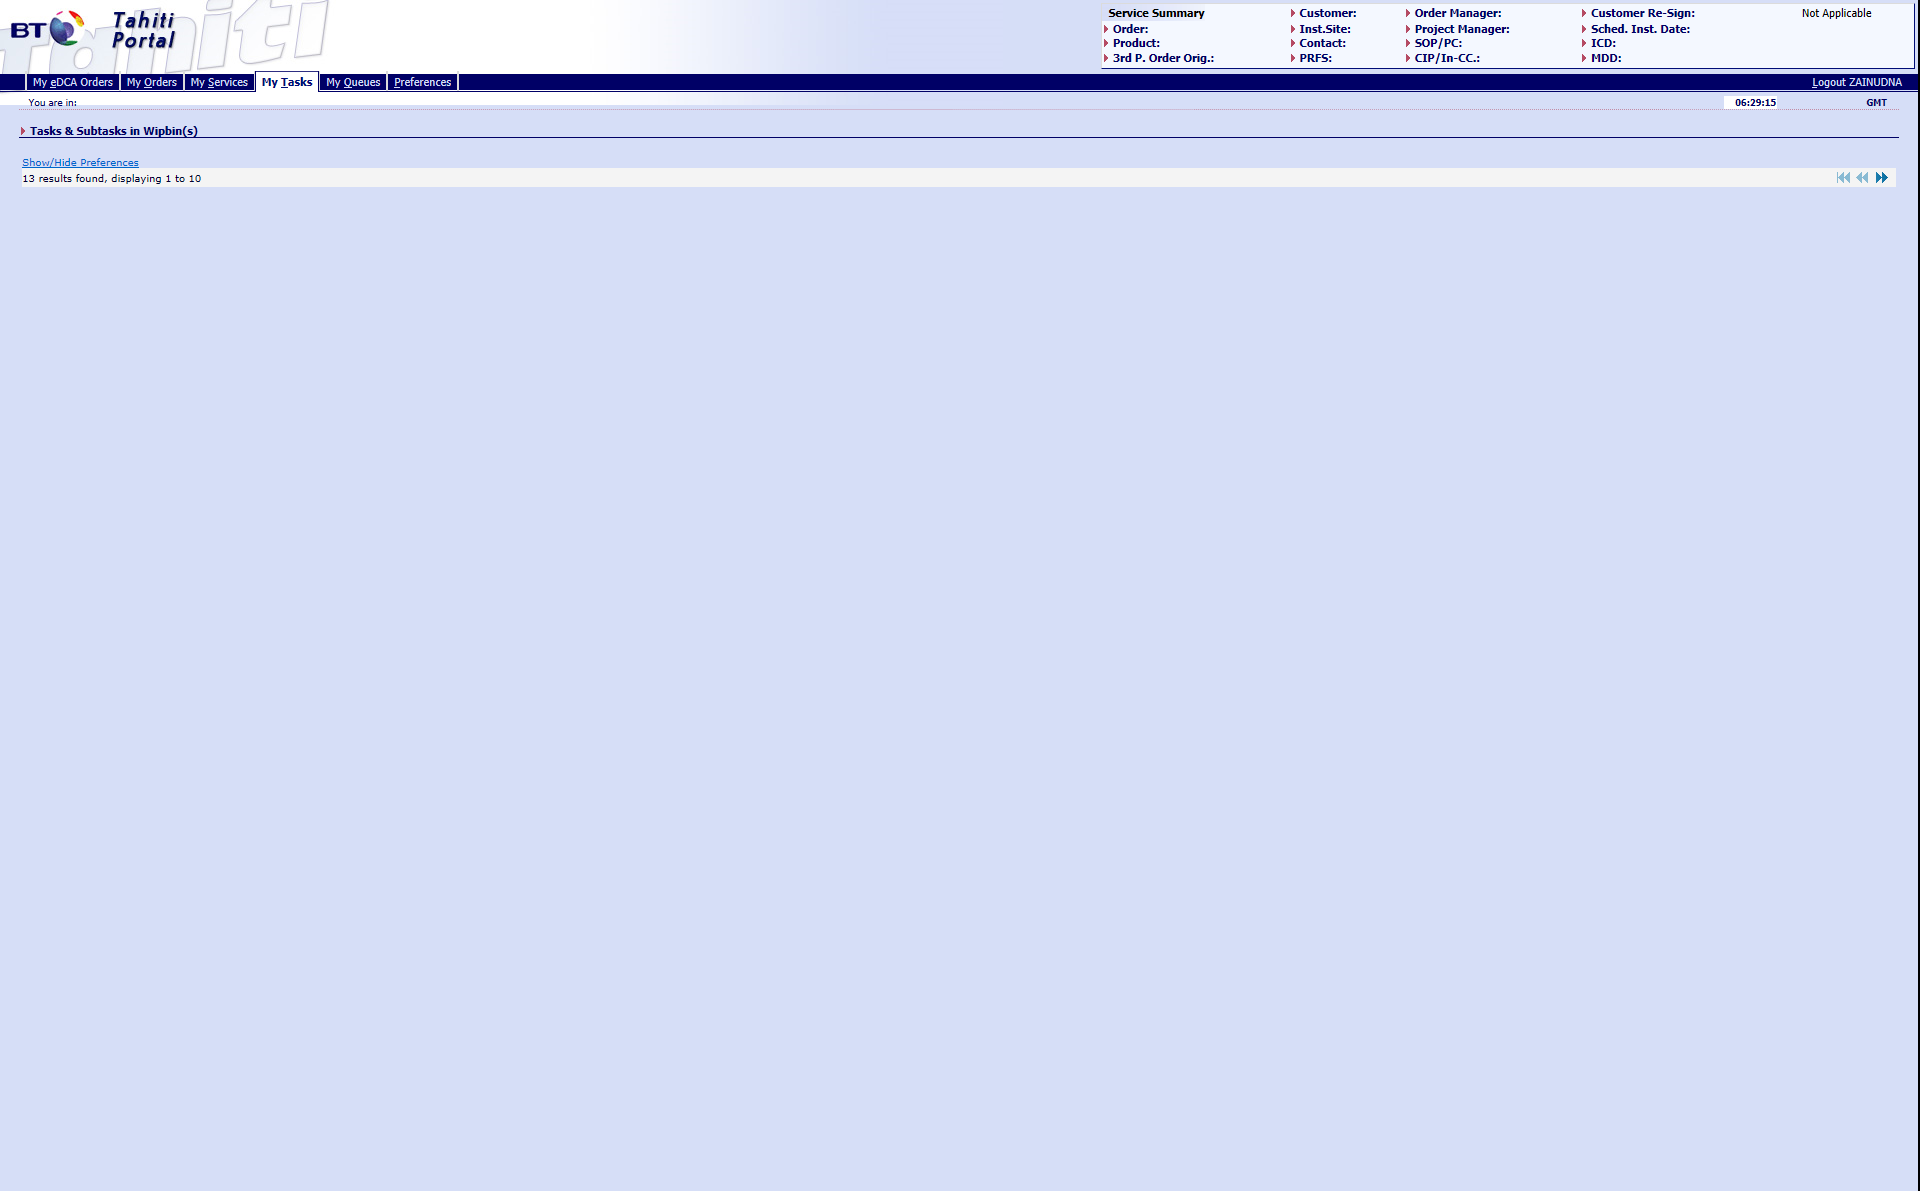 Tahiti
BT
Tahiti
Portal
Service Summary
Customer:
Order Manager:
Customer Re-Sign:
Not Applicable
Order:
Inst.Site:
Project Manager:
Sched. Inst. Date:
Product:
Contact:
SOP/PC:
ICD:
3rd P. Order Orig.:
PRFS:
CIP/In-CC.:
MDD:
My eDCA Orders
My Orders
My Services
My Tasks
My Queues
Preferences
Logout ZAINUDNA
You are in:
06:29:15
GMT
Tasks & Subtasks in Wipbin(s)
Show/Hide Preferences
13 results found, displaying 1 to 10